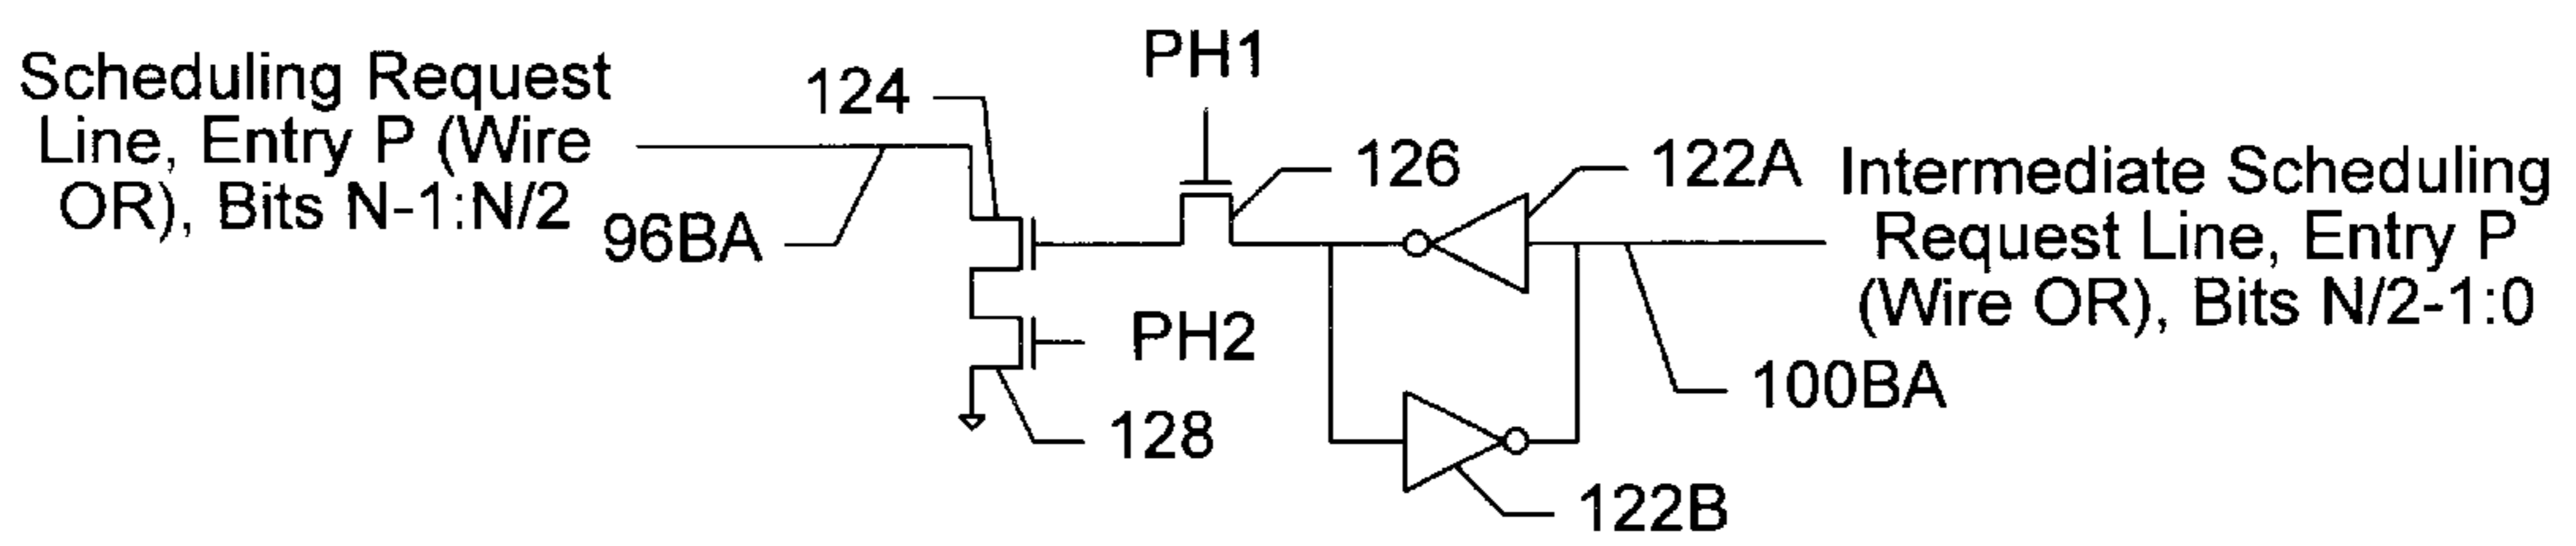 Scheduling Request
Line, Entry P (Wire
OR), Bits N-1:N/2
96BA
124
PH1
126
122A
Intermediate Scheduling
Request Line, Entry P
(Wire OR), Bits N/2-1:0
PH2
128
100BA
122B